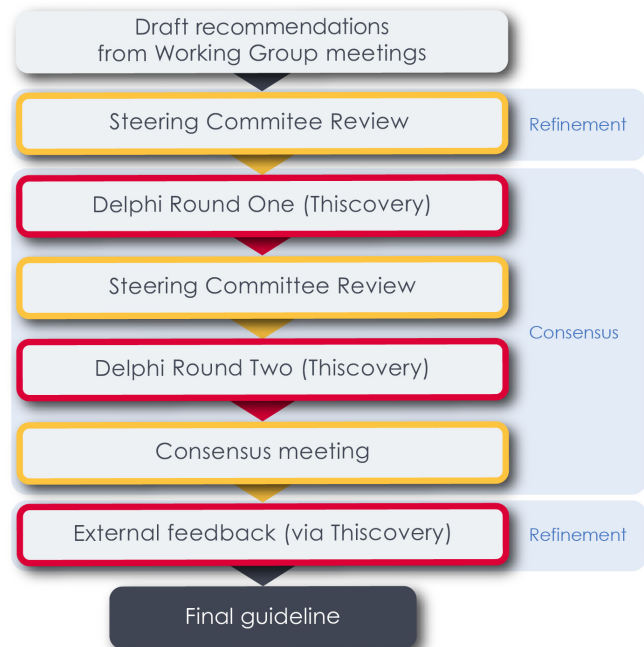 Draft recommendations
from Working Group meetings
Steering Commitee Review
Refinement
Delphi Round One (Thiscovery)
Steering Committee Review
Consensus
Delphi Round Two (Thiscovery)
Consensus meeting
External feedback (via Thiscovery)
Refinement
Final guideline